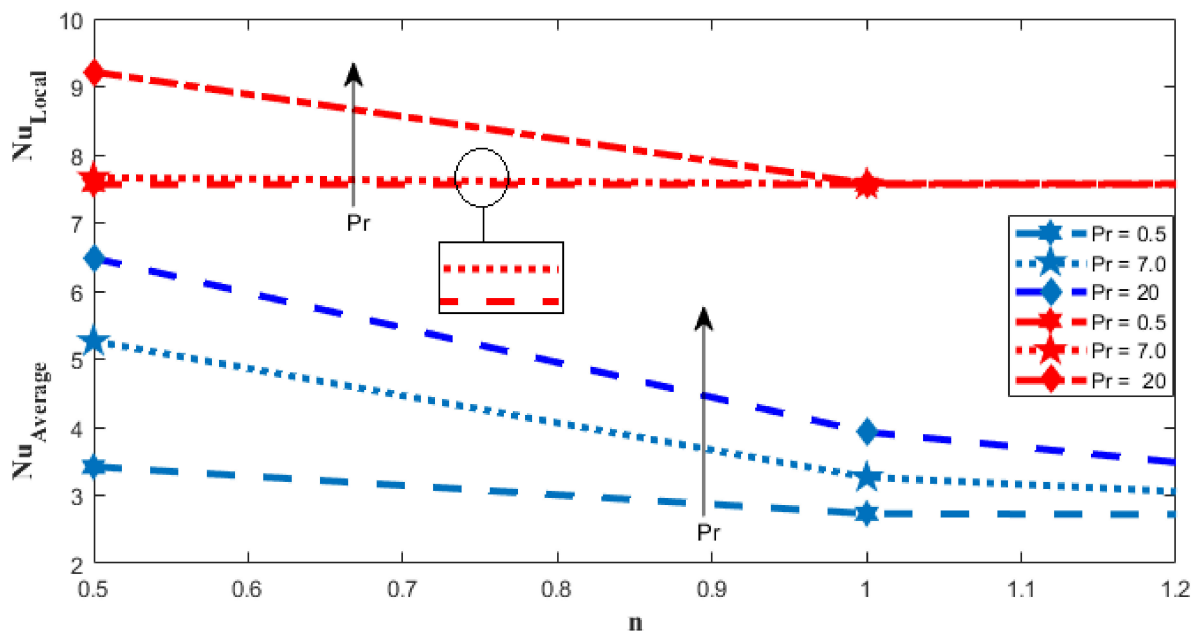 10
9
8
7
6
5
4
3
2
Nu_Local
Nu_Average
Pr
Pr
Pr = 0.5
Pr = 7.0
Pr = 20
Pr = 0.5
Pr = 7.0
Pr = 20
0.5 0.6 0.7 0.8 0.9 1 1.1 1.2
n